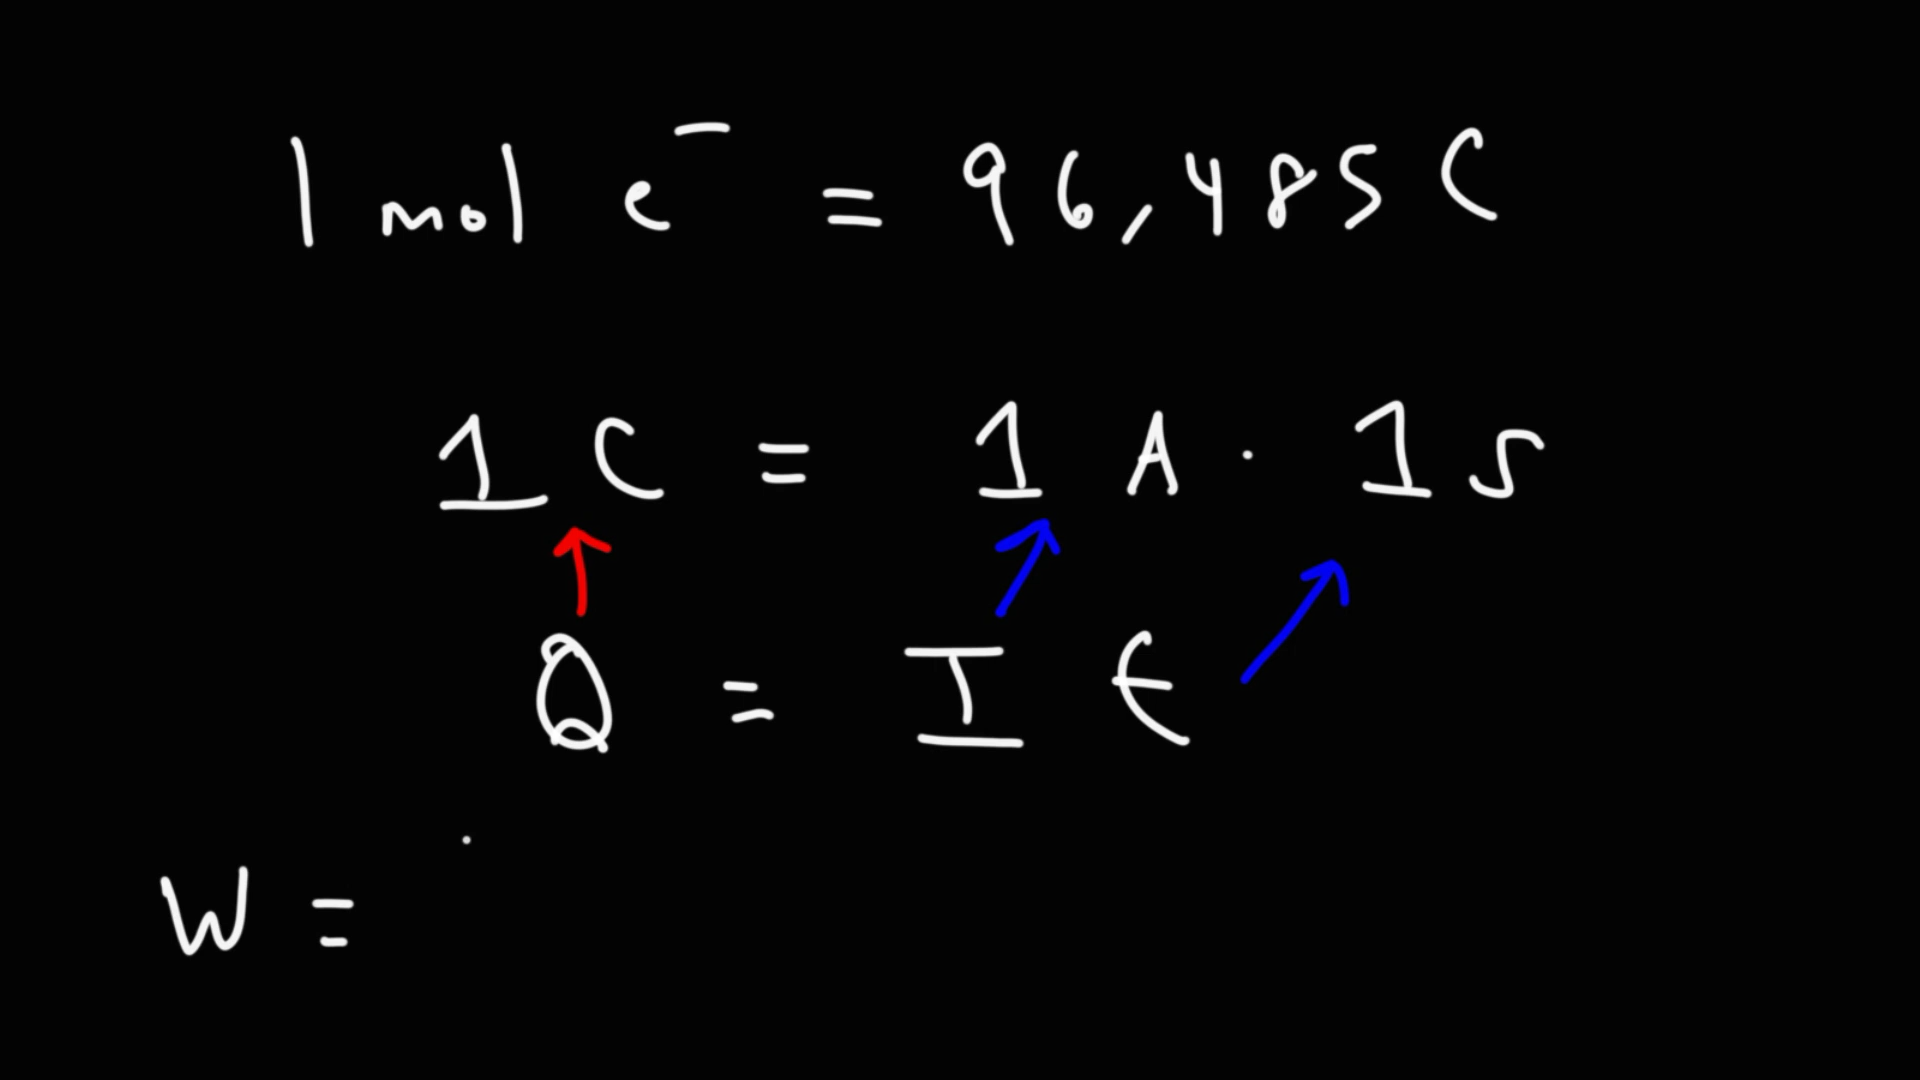 1 mol e⁻ = 96,485 C
1 C = 1 A · 1 s
Q = I t
W =